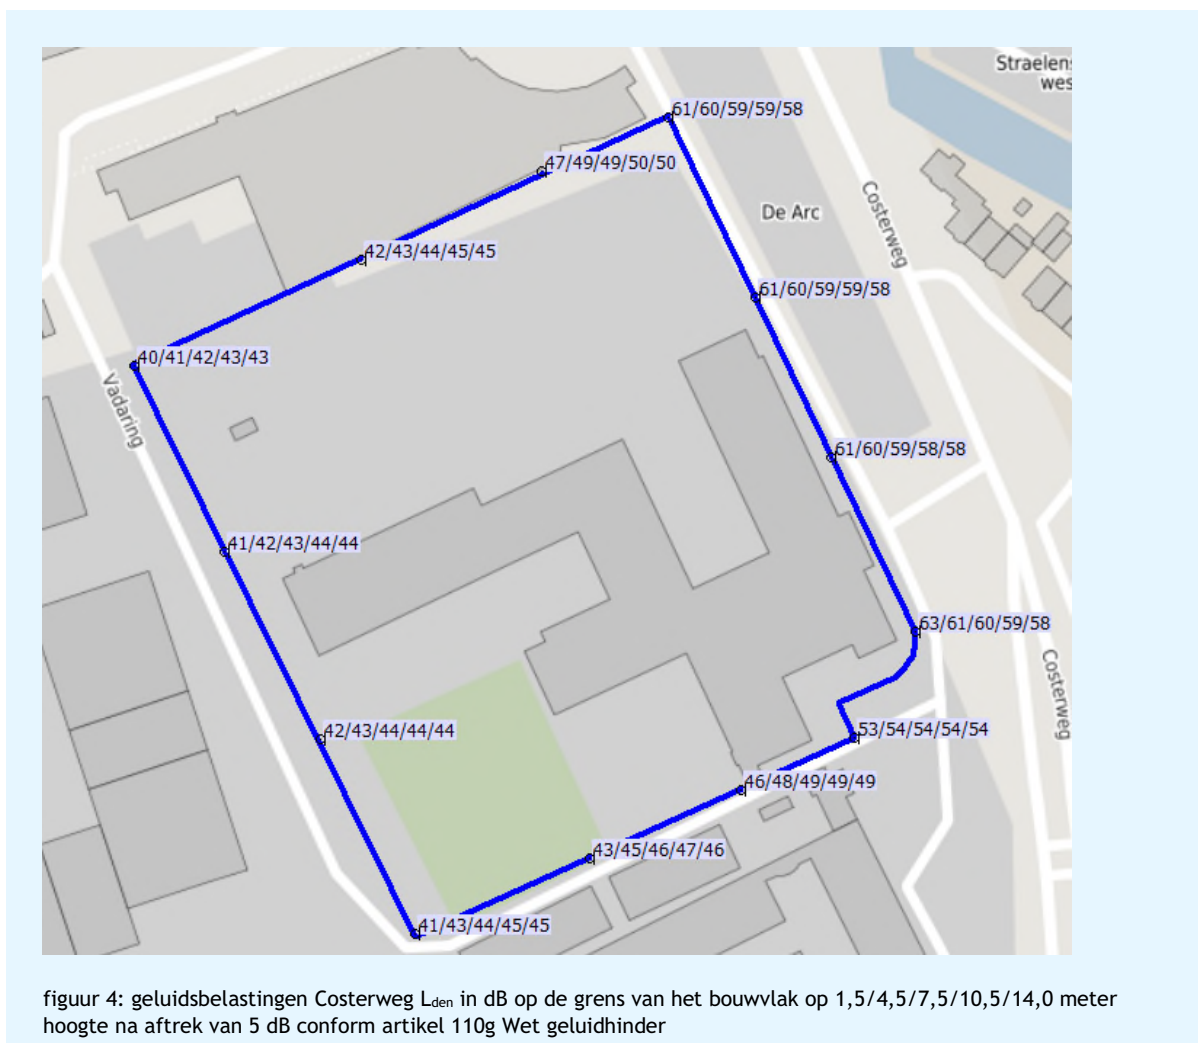 Straelens
wes
61/60/59/59/58
47/49/49/50/50
De Arc
Costerweg
42/43/44/45/45
61/60/59/59/58
40/41/42/43/43
Vadaring
61/60/59/58/58
41/42/43/44/44
63/61/60/59/58
Costerweg
42/43/44/44/44
53/54/54/54/54
46/48/49/49/49
43/45/46/47/46
41/43/44/45/45
figuur 4: geluidsbelastingen Costerweg Lden in dB op de grens van het bouwvlak op 1,5/4,5/7,5/10,5/14,0 meter
hoogte na aftrek van 5 dB conform artikel 110g Wet geluidhinder